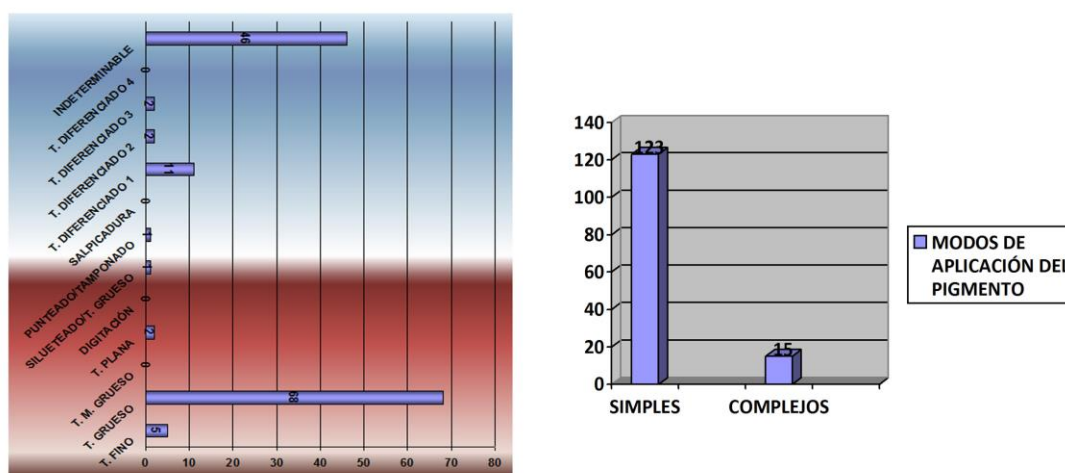 46
INDETERMINABLE
0
T. DIFERENCIADO 4
2
T. DIFERENCIADO 3
2
T. DIFERENCIADO 2
11
T. DIFERENCIADO 1
0
SALPICADURA
1
PUNTEADO/TAMPONADO
1
SILUETEADO/T. GRUESO
0
DIGITACIÓN
2
T. PLANA
0
T. M. GRUESO
68
T. GRUESO
5
T. FINO
0 10 20 30 40 50 60 70 80
140
120
100
80
60
40
20
0
123
15
SIMPLES COMPLEJOS
MODOS DE
APLICACIÓN DEL
PIGMENTO